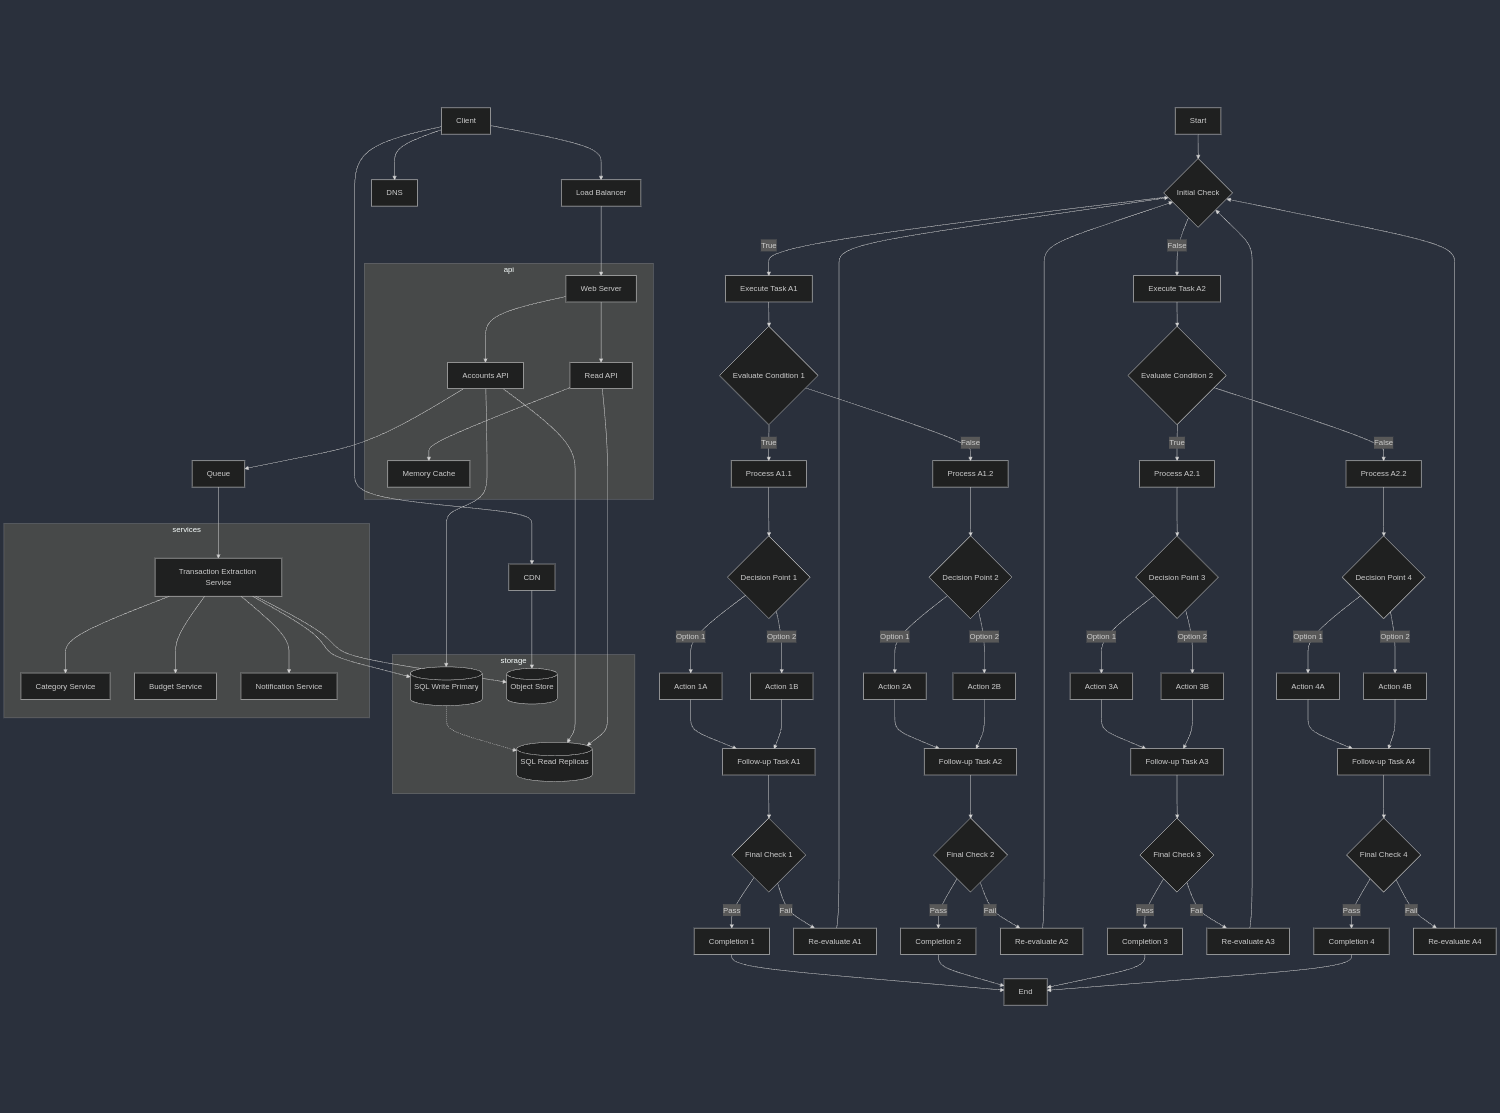 Client
DNS
Load Balancer
api
Web Server
Accounts API
Read API
Queue
Memory Cache
services
Transaction Extraction
Service
CDN
Category Service
Budget Service
Notification Service
storage
SQL Write Primary
Object Store
SQL Read Replicas
Start
Initial Check
True
False
Execute Task A1
Execute Task A2
Evaluate Condition 1
Evaluate Condition 2
True
False
True
False
Process A1.1
Process A1.2
Process A2.1
Process A2.2
Decision Point 1
Decision Point 2
Decision Point 3
Decision Point 4
Option 1
Option 2
Option 1
Option 2
Option 1
Option 2
Option 1
Option 2
Action 1A
Action 1B
Action 2A
Action 2B
Action 3A
Action 3B
Action 4A
Action 4B
Follow-up Task A1
Follow-up Task A2
Follow-up Task A3
Follow-up Task A4
Final Check 1
Final Check 2
Final Check 3
Final Check 4
Pass
Fail
Pass
Fail
Pass
Fail
Pass
Fail
Completion 1
Re-evaluate A1
Completion 2
Re-evaluate A2
Completion 3
Re-evaluate A3
Completion 4
Re-evaluate A4
End